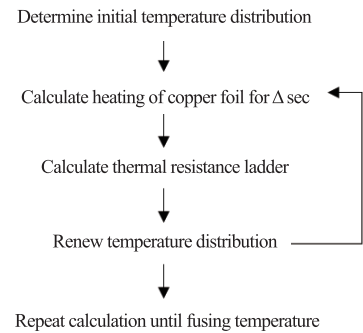 Determine initial temperature distribution
Calculate heating of copper foil for Δ sec
Calculate thermal resistance ladder
Renew temperature distribution
Repeat calculation until fusing temperature